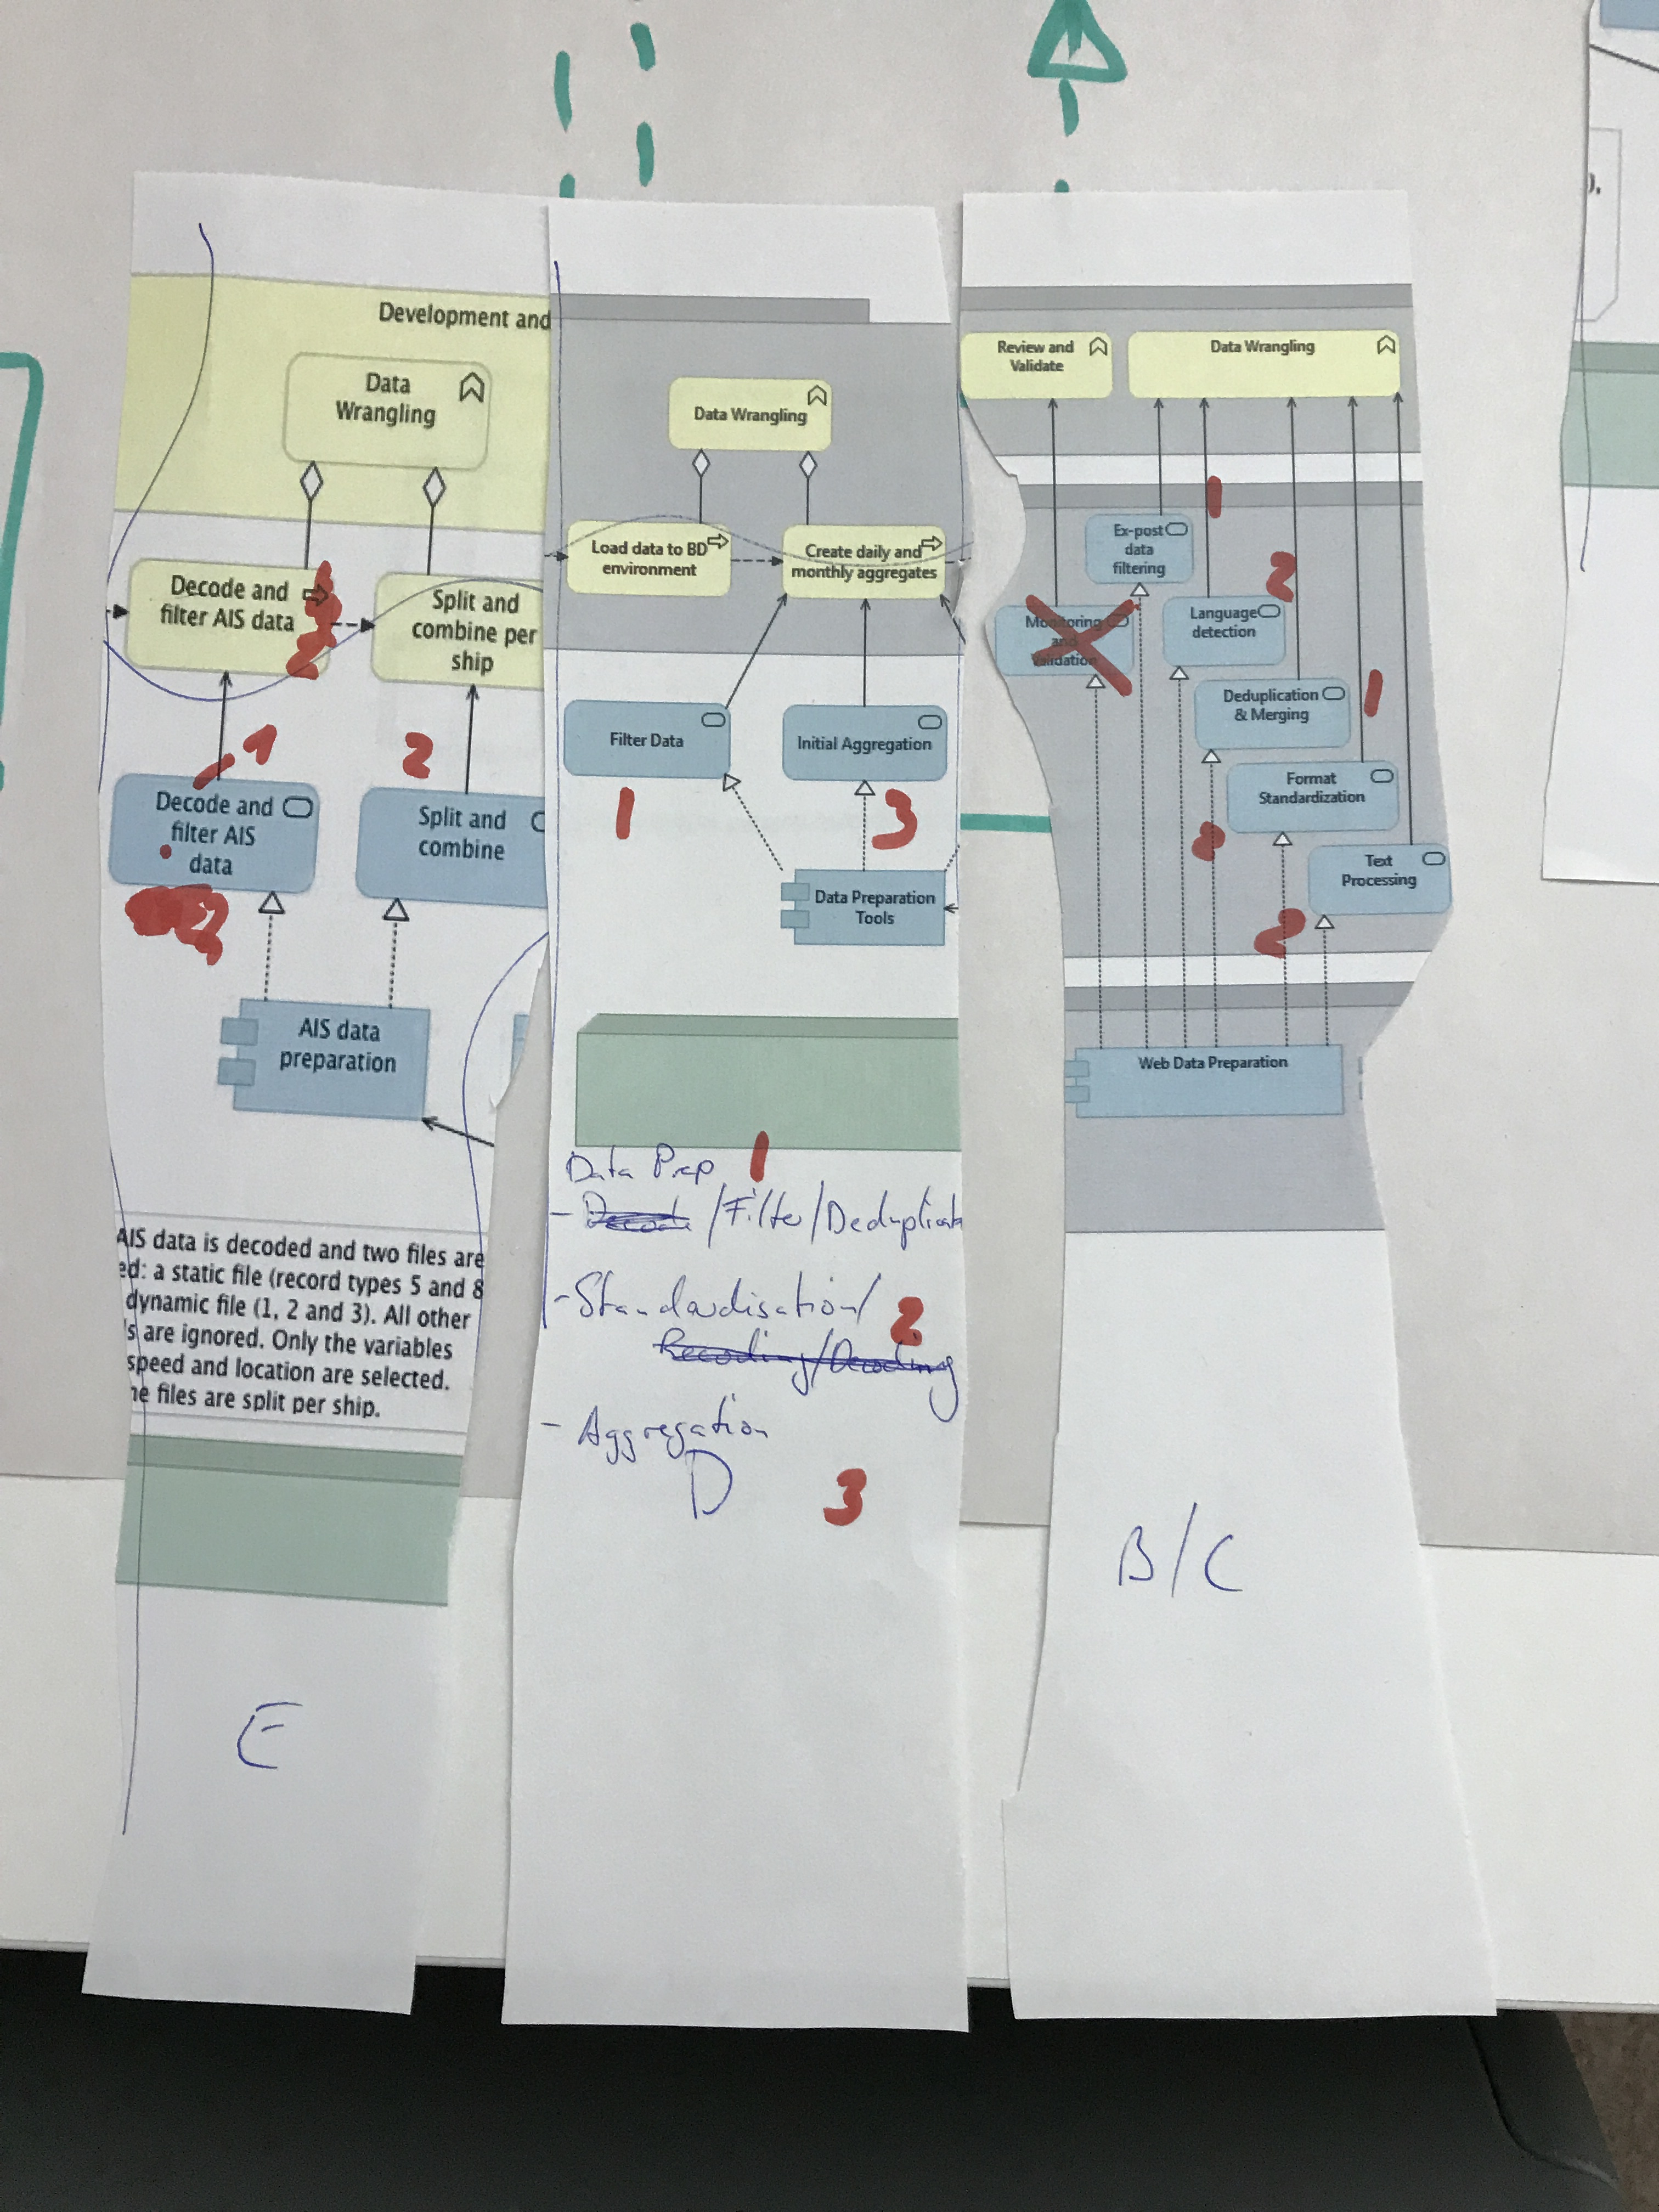 Development and
Data
Wrangling
Decode and
filter AIS data
Split and
combine per
ship
1
2
Decode and
filter AIS
data
Split and
combine
2
AIS data
preparation
AIS data is decoded and two files are
ed: a static file (record types 5 and 8
dynamic file (1, 2 and 3). All other
's are ignored. Only the variables
speed and location are selected.
he files are split per ship.
E
Data Wrangling
Load data to BD
environment
Create daily and
monthly aggregates
Filter Data
Initial Aggregation
1
3
Data Preparation
Tools
Data Prep 1
- Decode /Filter/Deduplicate
- Standardisation/ 2
Recoding/Decoding
- Aggregation
D
3
Review and
Validate
Data Wrangling
1
Ex-post
data
filtering
2
Monitoring
and
Validation
Language
detection
Deduplication
& Merging
1
Format
Standardization
Text
Processing
2
Web Data Preparation
B/C